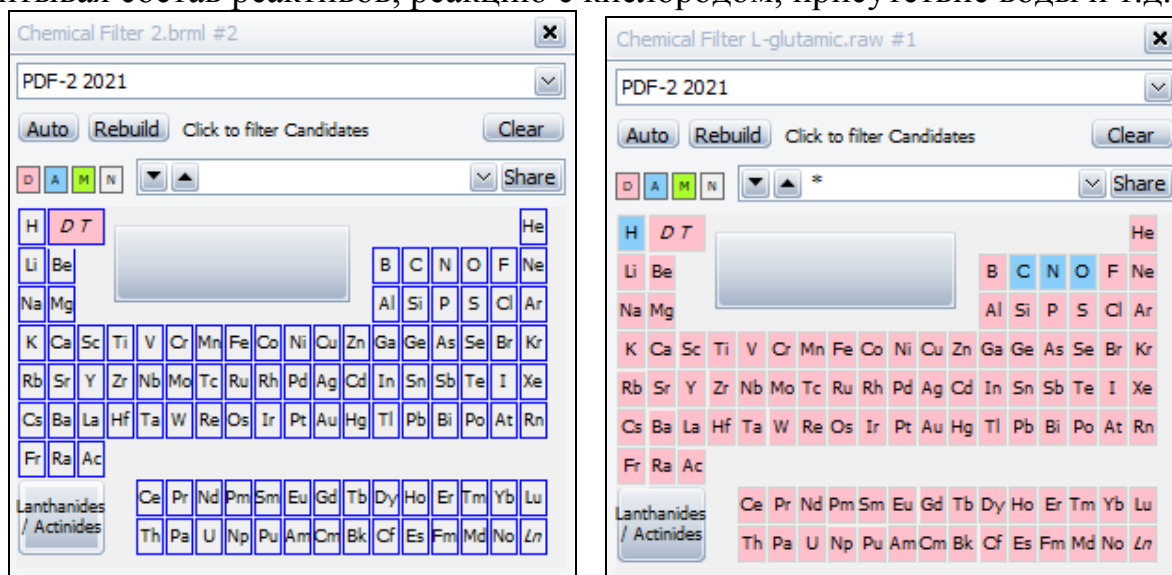 состав реактивов, реакцию с кислородом, присутствие воды и т.д.
Chemical Filter 2.brml #2
PDF-2 2021
Auto Rebuild Click to filter Candidates Clear
D A M N Share
H D T He
Li Be B C N O F Ne
Na Mg Al Si P S Cl Ar
K Ca Sc Ti V Cr Mn Fe Co Ni Cu Zn Ga Ge As Se Br Kr
Rb Sr Y Zr Nb Mo Tc Ru Rh Pd Ag Cd In Sn Sb Te I Xe
Cs Ba La Hf Ta W Re Os Ir Pt Au Hg Tl Pb Bi Po At Rn
Fr Ra Ac
Lanthanides
/ Actinides
Ce Pr Nd Pm Sm Eu Gd Tb Dy Ho Er Tm Yb Lu
Th Pa U Np Pu Am Cm Bk Cf Es Fm Md No Ln
Chemical Filter L-glutamic.raw #1
PDF-2 2021
Auto Rebuild Click to filter Candidates Clear
D A M N * Share
H D T He
Li Be B C N O F Ne
Na Mg Al Si P S Cl Ar
K Ca Sc Ti V Cr Mn Fe Co Ni Cu Zn Ga Ge As Se Br Kr
Rb Sr Y Zr Nb Mo Tc Ru Rh Pd Ag Cd In Sn Sb Te I Xe
Cs Ba La Hf Ta W Re Os Ir Pt Au Hg Tl Pb Bi Po At Rn
Fr Ra Ac
Lanthanides
/ Actinides
Ce Pr Nd Pm Sm Eu Gd Tb Dy Ho Er Tm Yb Lu
Th Pa U Np Pu Am Cm Bk Cf Es Fm Md No Ln